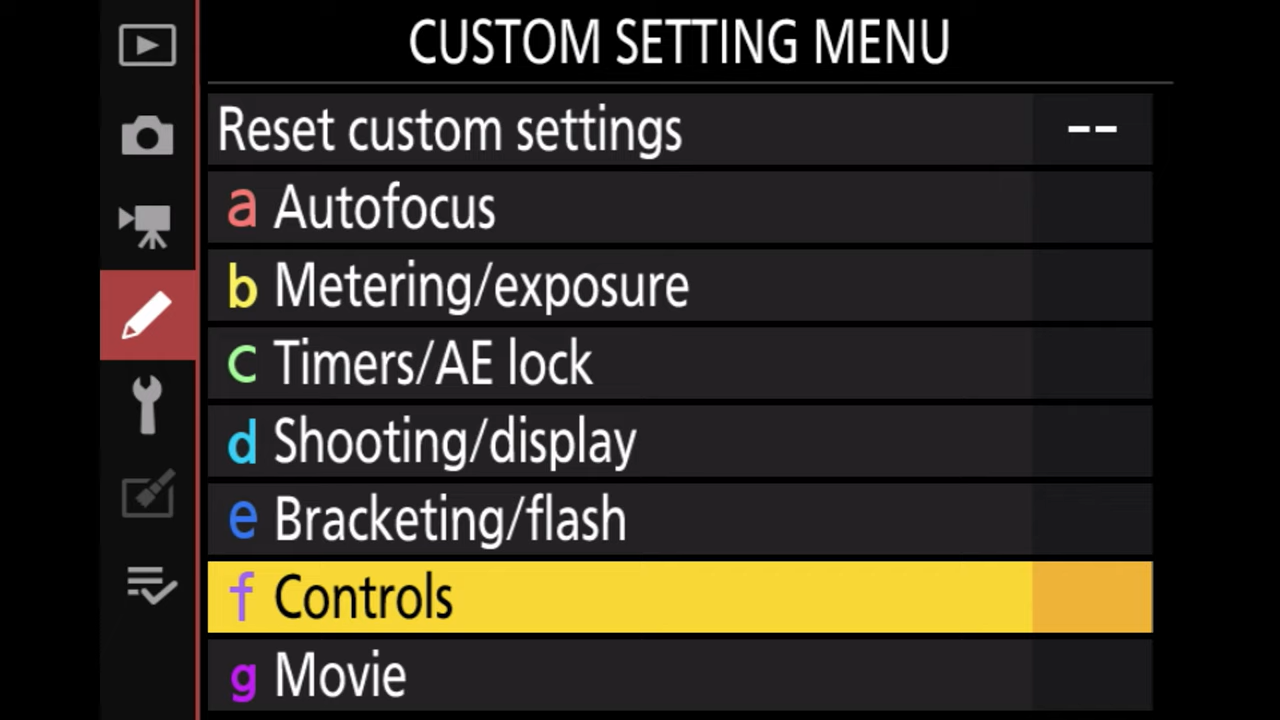 CUSTOM SETTING MENU
Reset custom settings --
a Autofocus
b Metering/exposure
c Timers/AE lock
d Shooting/display
e Bracketing/flash
f Controls
g Movie